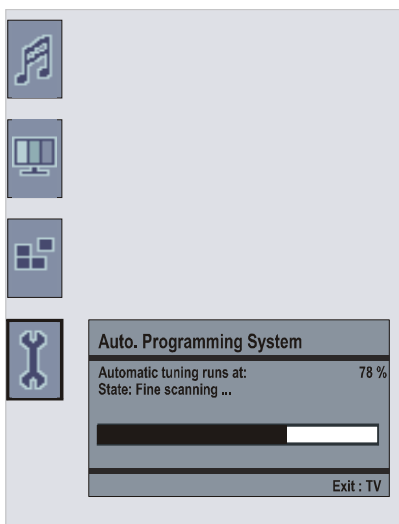 Auto. Programming System
Automatic tuning runs at: 78 %
State: Fine scanning ...
Exit : TV